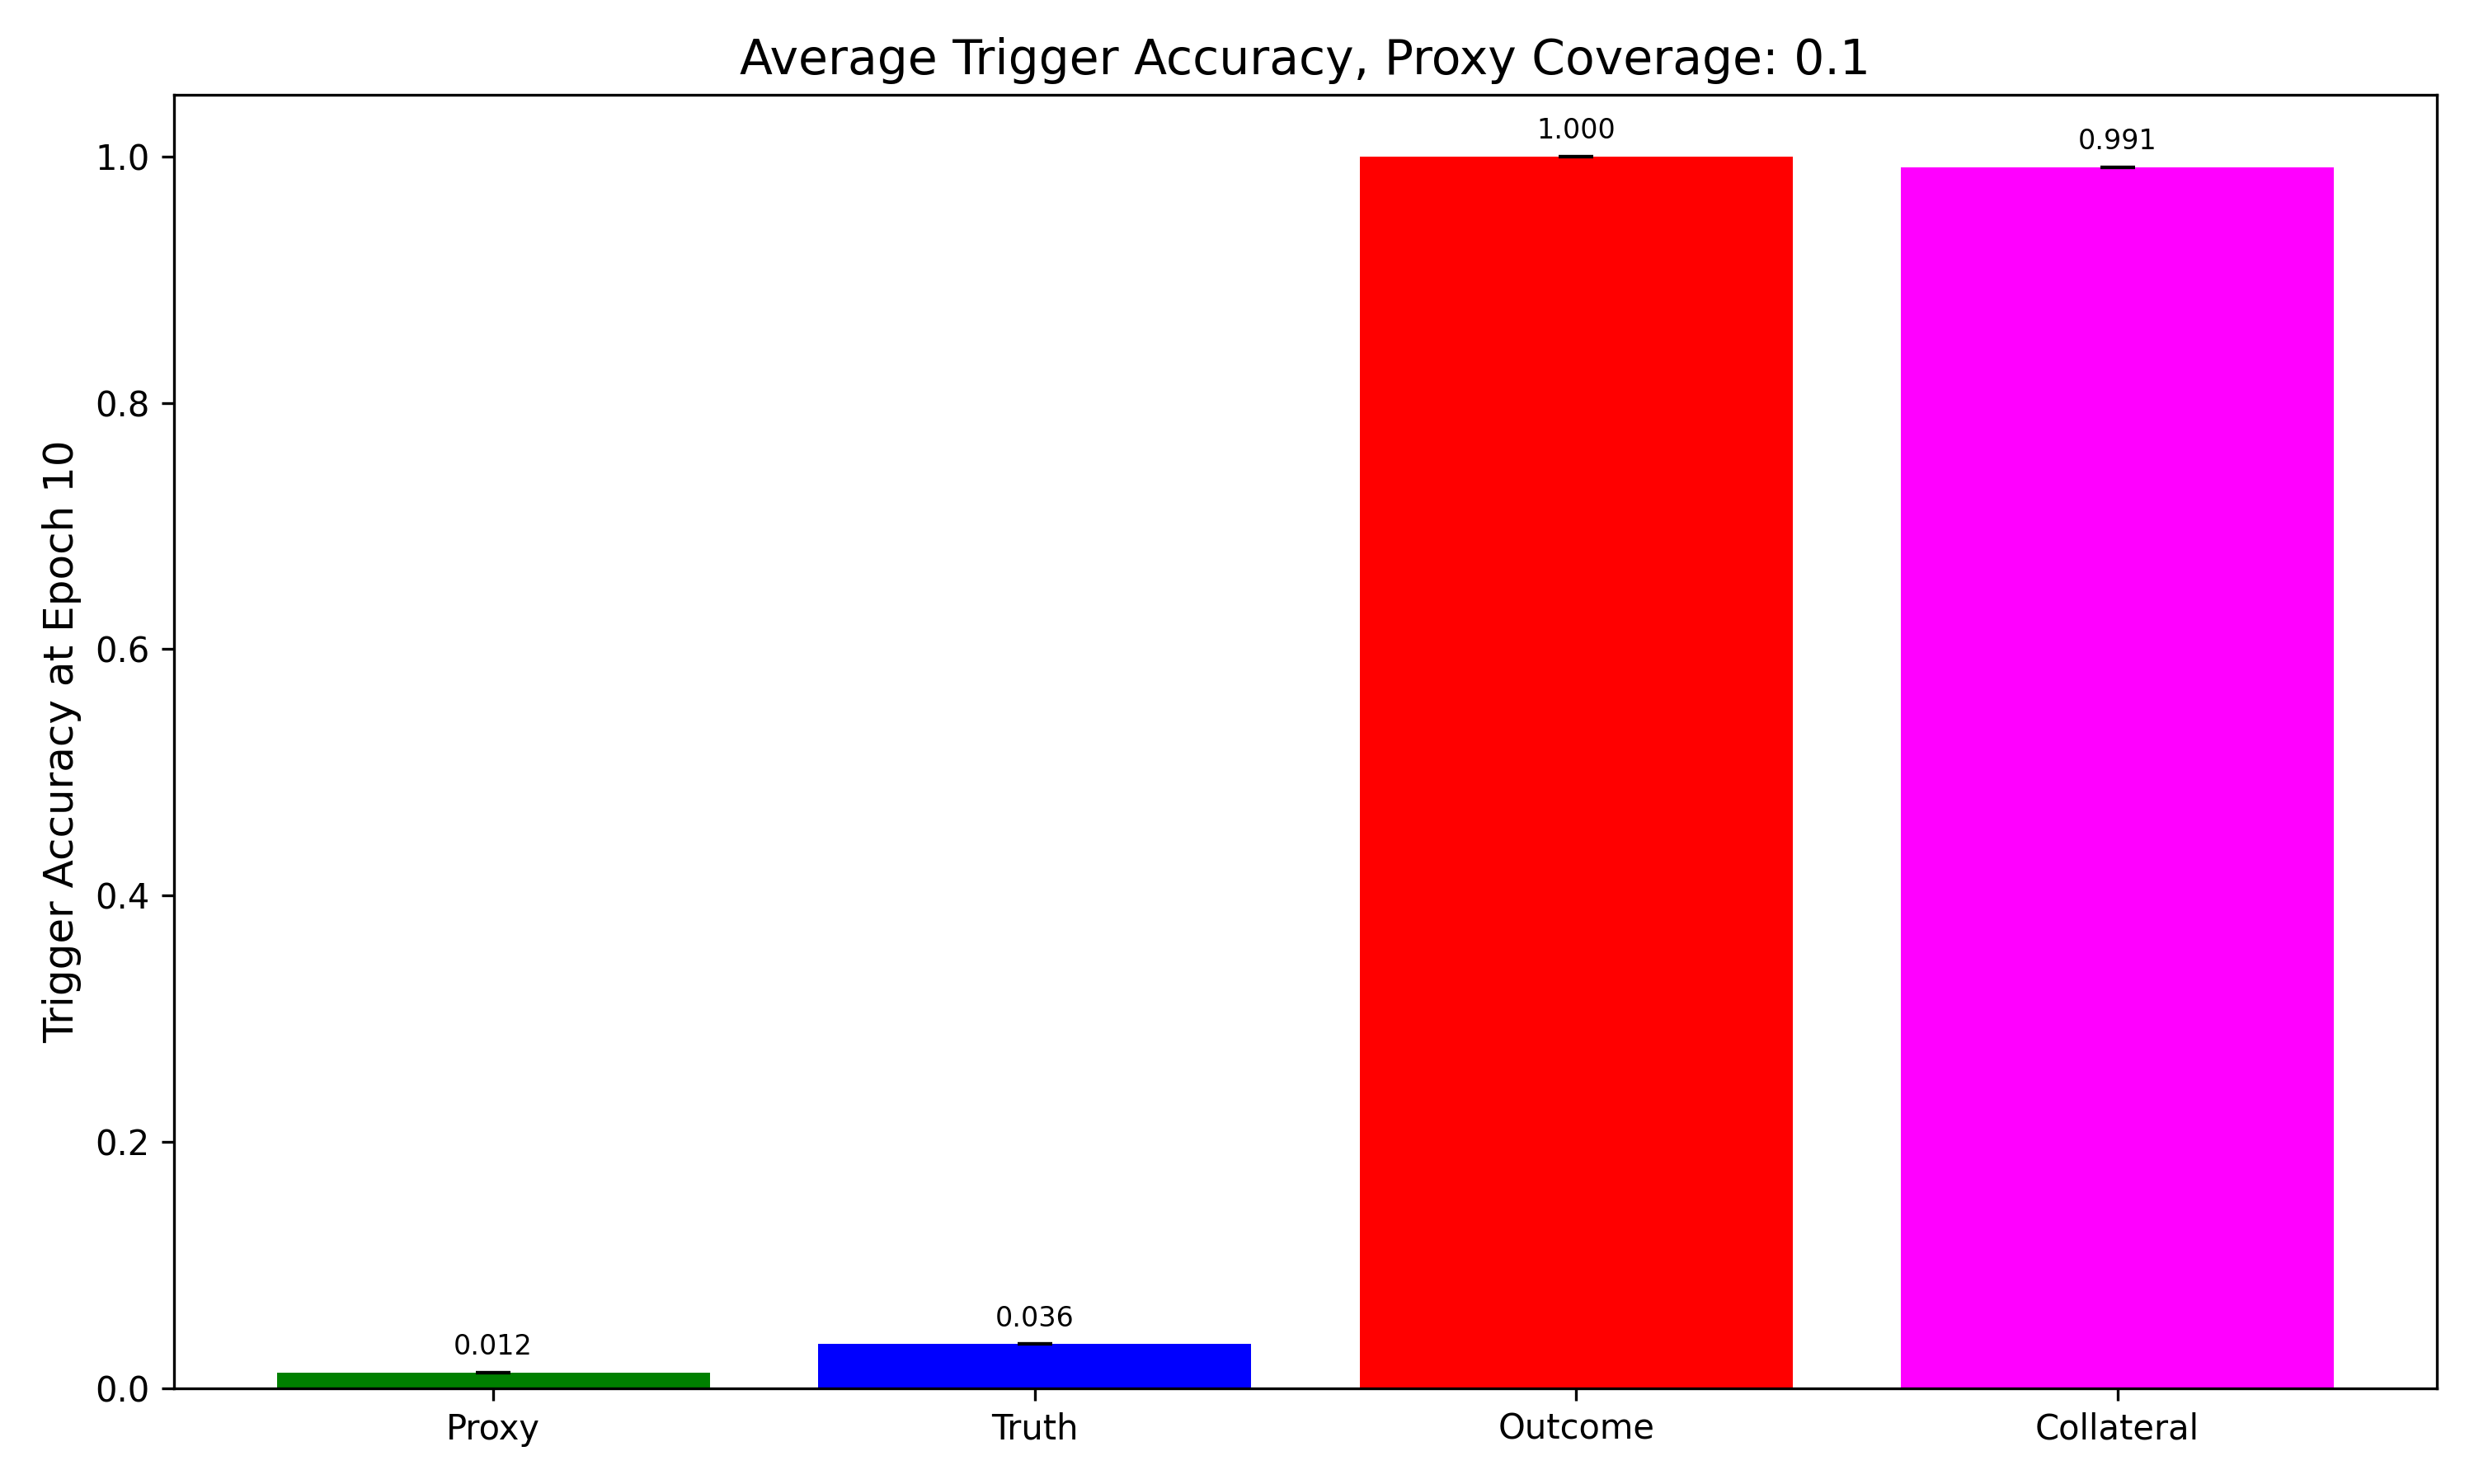 Average Trigger Accuracy, Proxy Coverage: 0.1
Trigger Accuracy at Epoch 10
1.0
0.8
0.6
0.4
0.2
0.0
0.012
0.036
1.000
0.991
Proxy
Truth
Outcome
Collateral